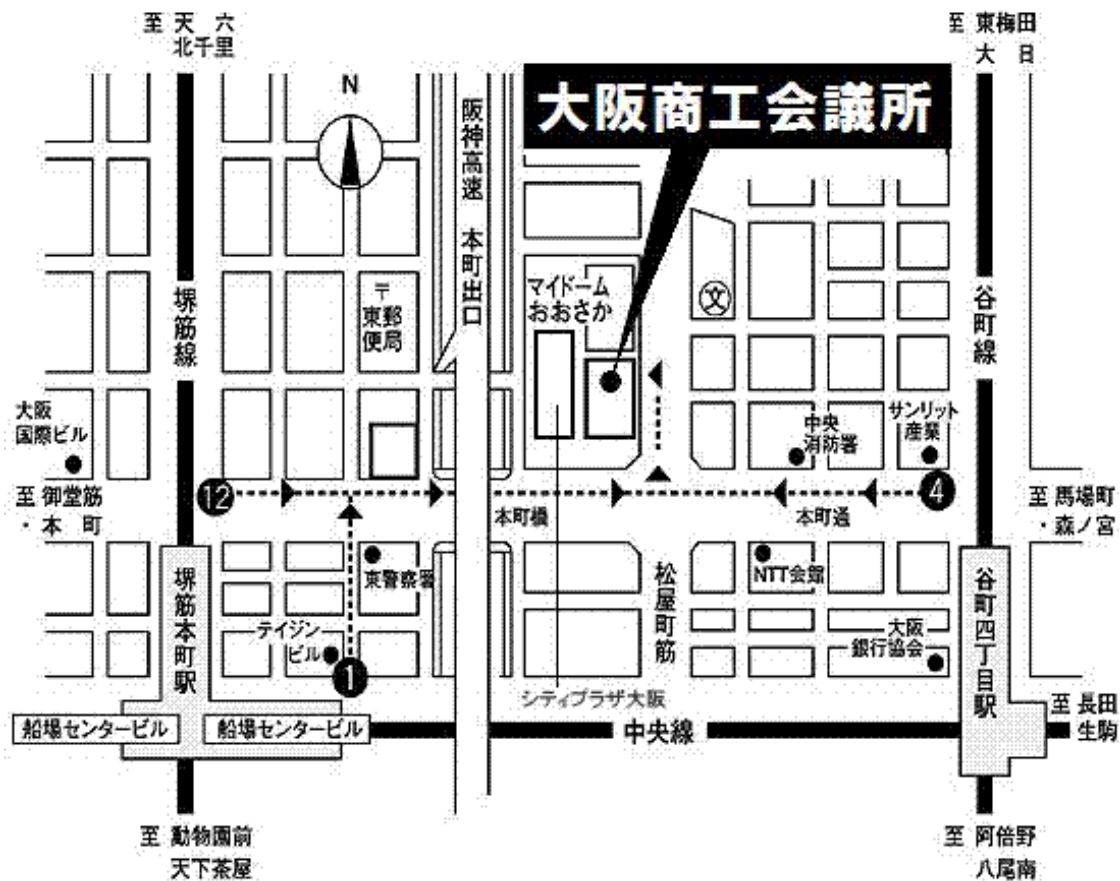 至 天 六
北千里
至 東梅田
大 日
N
阪神高速 本町出口
大阪商工会議所
堺筋線
〒
東郵
便局
マイドーム
おおさか
文
谷町線
大阪
国際ビル
中央
消防署
サンリット
産業
至 御堂筋
・本 町
12
本町橋
本町通
4
至 馬場町
・森ノ宮
東警察署
NTT会館
堺筋本町駅
松屋町筋
谷町四丁目駅
テイジン
ビル
1
大阪
銀行協会
シティプラザ大阪
船場センタービル
船場センタービル
中央線
至 長田
生駒
至 動物園前
天下茶屋
至 阿倍野
八尾南